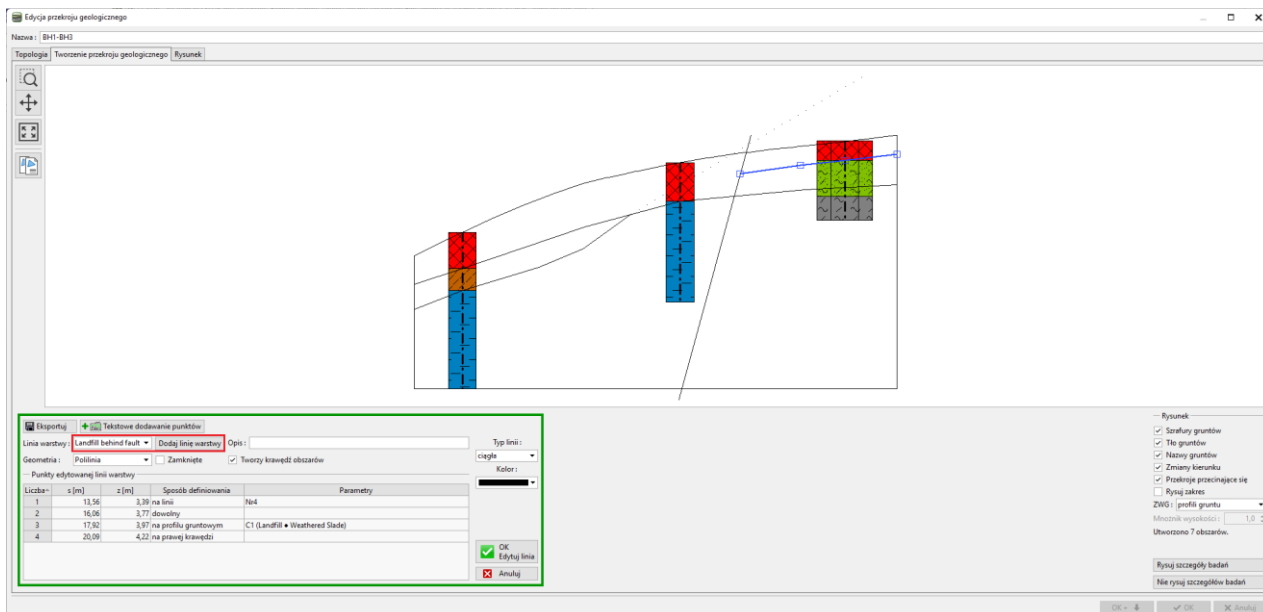 Edycja przekroju geologicznego
Nazwa : BH1-BH3
Topologia Tworzenie przekroju geologicznego Rysunek
Eksportuj Tekstowe dodawanie punktów
Linia warstwy : Landfill behind fault Dodaj linię warstwy Opis :
Geometria : Polilinia Zamknięte Tworzy krawędź obszarów
Punkty edytowanej linii warstwy
Liczba s [m] z [m] Sposób definiowania Parametry
1 13,56 3,39 na linii Nr4
2 16,06 3,77 dowolny
3 17,92 3,97 na profilu gruntowym C1 (Landfill ● Weathered Slade)
4 20,09 4,22 na prawej krawędzi
Typ linii :
ciągła
Kolor :
OK
Edytuj linia
Anuluj
Rysunek
Szrafury gruntów
Tło gruntów
Nazwy gruntów
Zmiany kierunku
Przekroje przecinające się
Rysuj zakres
ZWG : profili gruntu
Mnożnik wysokości : 1,0
Utworzono 7 obszarów.
Rysuj szczegóły badań
Nie rysuj szczegółów badań
OK + OK Anuluj